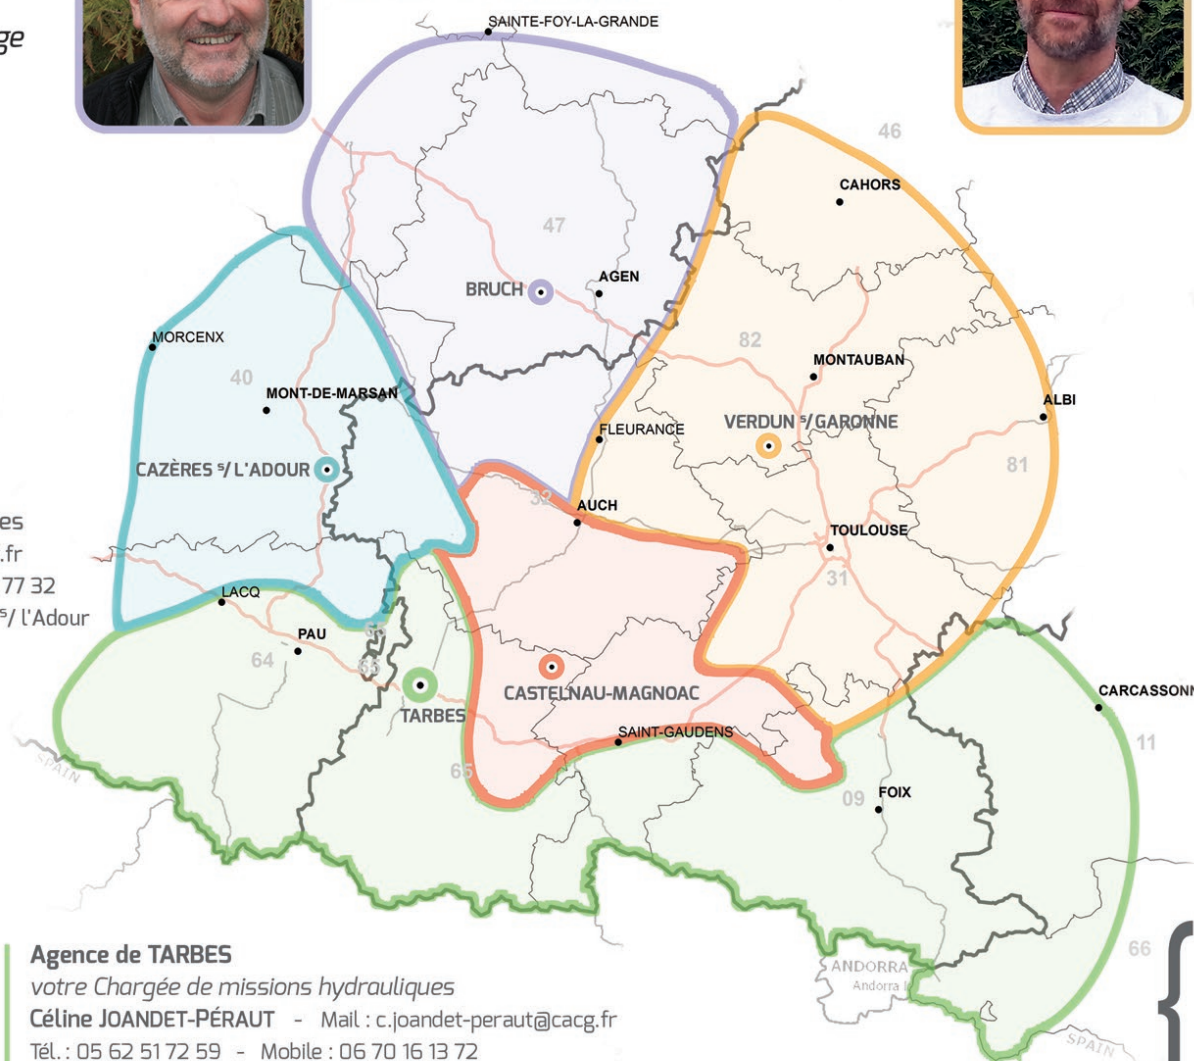 ge
SAINTE-FOY-LA-GRANDE
46
CAHORS
47
BRUCH
AGEN
MORCENX
82
40
MONTAUBAN
MONT-DE-MARSAN
ALBI
VERDUN s/GARONNE
FLEURANCE
CAZÈRES s/ L'ADOUR
81
32
AUCH
es
TOULOUSE
.fr
31
77 32
LACQ
s/ l'Adour
65
PAU
64
65
CASTELNAU-MAGNOAC
TARBES
CARCASSONN
SAINT-GAUDENS
11
SPAIN
65
09
FOIX
66
ANDORRA
Andorra l
SPAIN
{
Agence de TARBES
votre Chargée de missions hydrauliques
Céline JOANDET-PÉRAUT - Mail : c.joandet-peraut@cacg.fr
Tél. : 05 62 51 72 59 - Mobile : 06 70 16 13 72